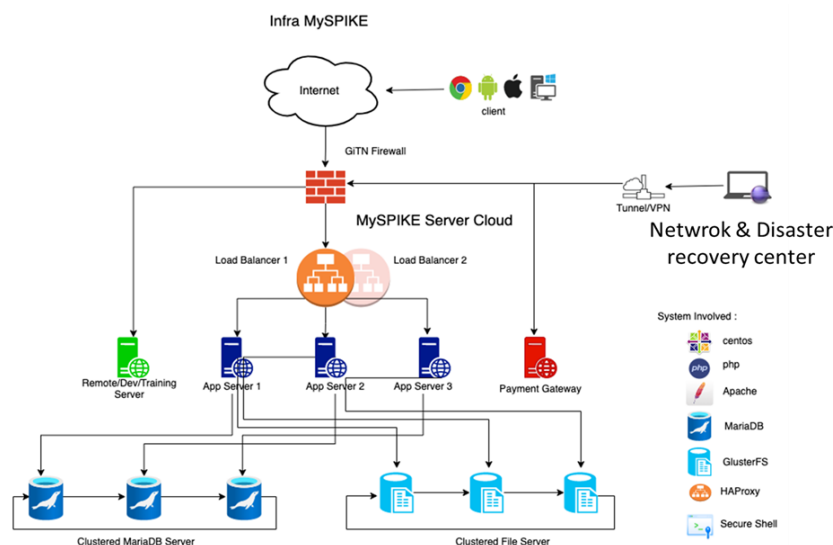 Infra MySPIKE
Internet
client
GiTN Firewall
Tunnel/VPN
MySPIKE Server Cloud
Netwrok & Disaster
recovery center
Load Balancer 1
Load Balancer 2
System Involved :
centos
php
php
Apache
MariaDB
GlusterFS
HAProxy
Secure Shell
Remote/Dev/Training
Server
App Server 1
App Server 2
App Server 3
Payment Gateway
Clustered MariaDB Server
Clustered File Server